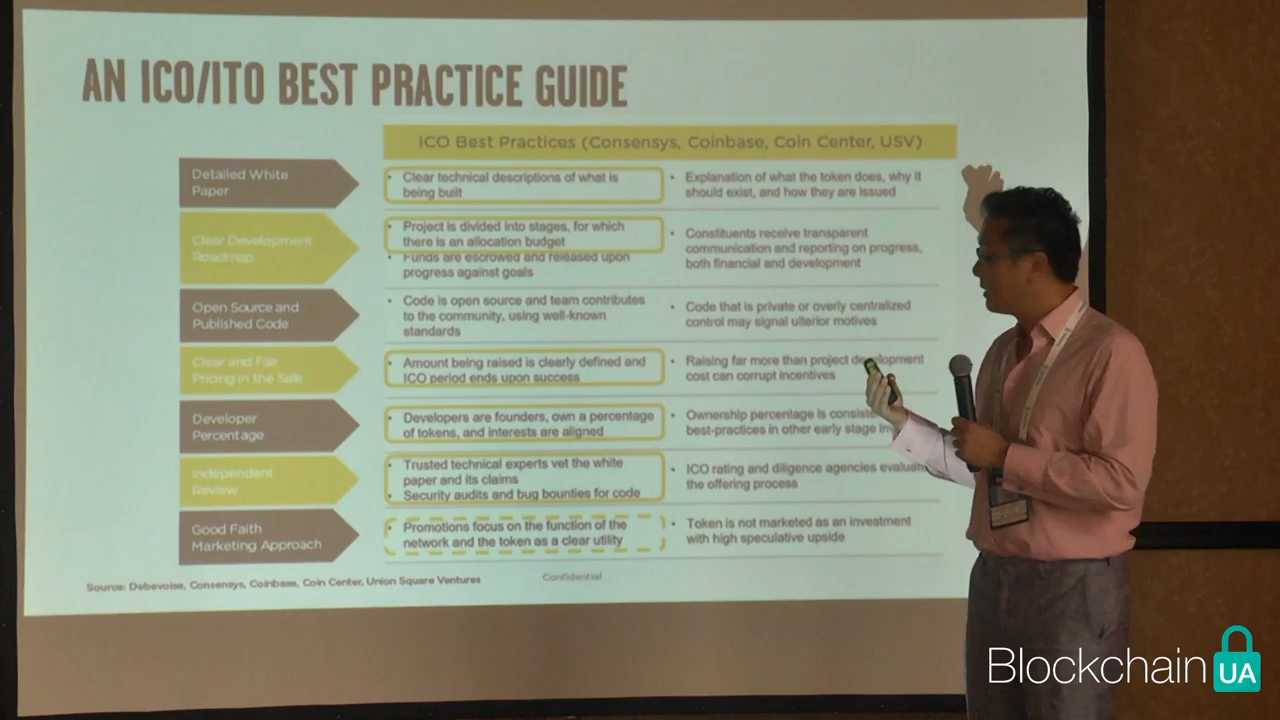 AN ICO/ITO BEST PRACTICE GUIDE
ICO Best Practices (Consensys, Coinbase, Coin Center, USV)
Detailed White
Paper
• Clear technical descriptions of what is
being built
• Explanation of what the token does, why it
should exist, and how they are issued
Clear Development
Roadmap
• Project is divided into stages, for which
there is an allocation budget
• Funds are escrowed and released upon
progress against goals
• Constituents receive transparent
communication and reporting on progress,
both financial and development
Open Source and
Published Code
• Code is open source and team contributes
to the community, using well-known
standards
• Code that is private or overly centralized
control may signal ulterior motives
Clear and Fair
Pricing in the Sale
• Amount being raised is clearly defined and
ICO period ends upon success
• Raising far more than project development
cost can corrupt incentives
Developer
Percentage
• Developers are founders, own a percentage
of tokens, and interests are aligned
• Ownership percentage is
best-practices in other early stage
Independent
Review
• Trusted technical experts vet the white
paper and its claims
• Security audits and bug bounties for code
• ICO rating and diligence agencies
the offering process
Good Faith
Marketing Approach
• Promotions focus on the function of the
network and the token as a clear utility
• Token is not marketed as an investment
with high speculative upside
Source: Debevoise, Consensys, Coinbase, Coin Center, Union Square Ventures
Confidential
Blockchain UA